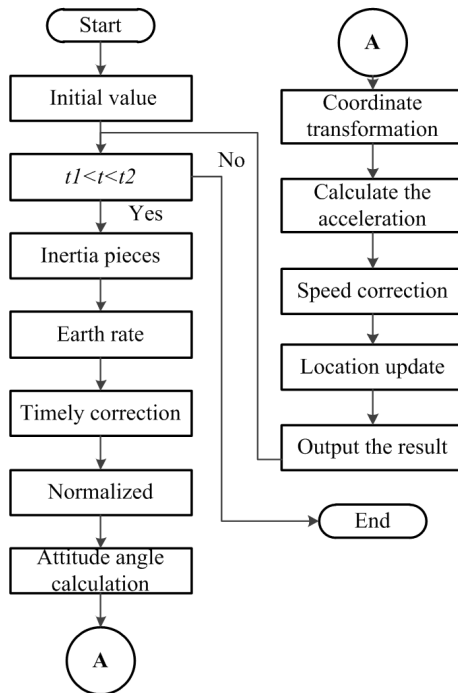 Start
Initial value
t1<t<t2
No
Yes
Inertia pieces
Earth rate
Timely correction
Normalized
Attitude angle
calculation
A
A
Coordinate
transformation
Calculate the
acceleration
Speed correction
Location update
Output the result
End